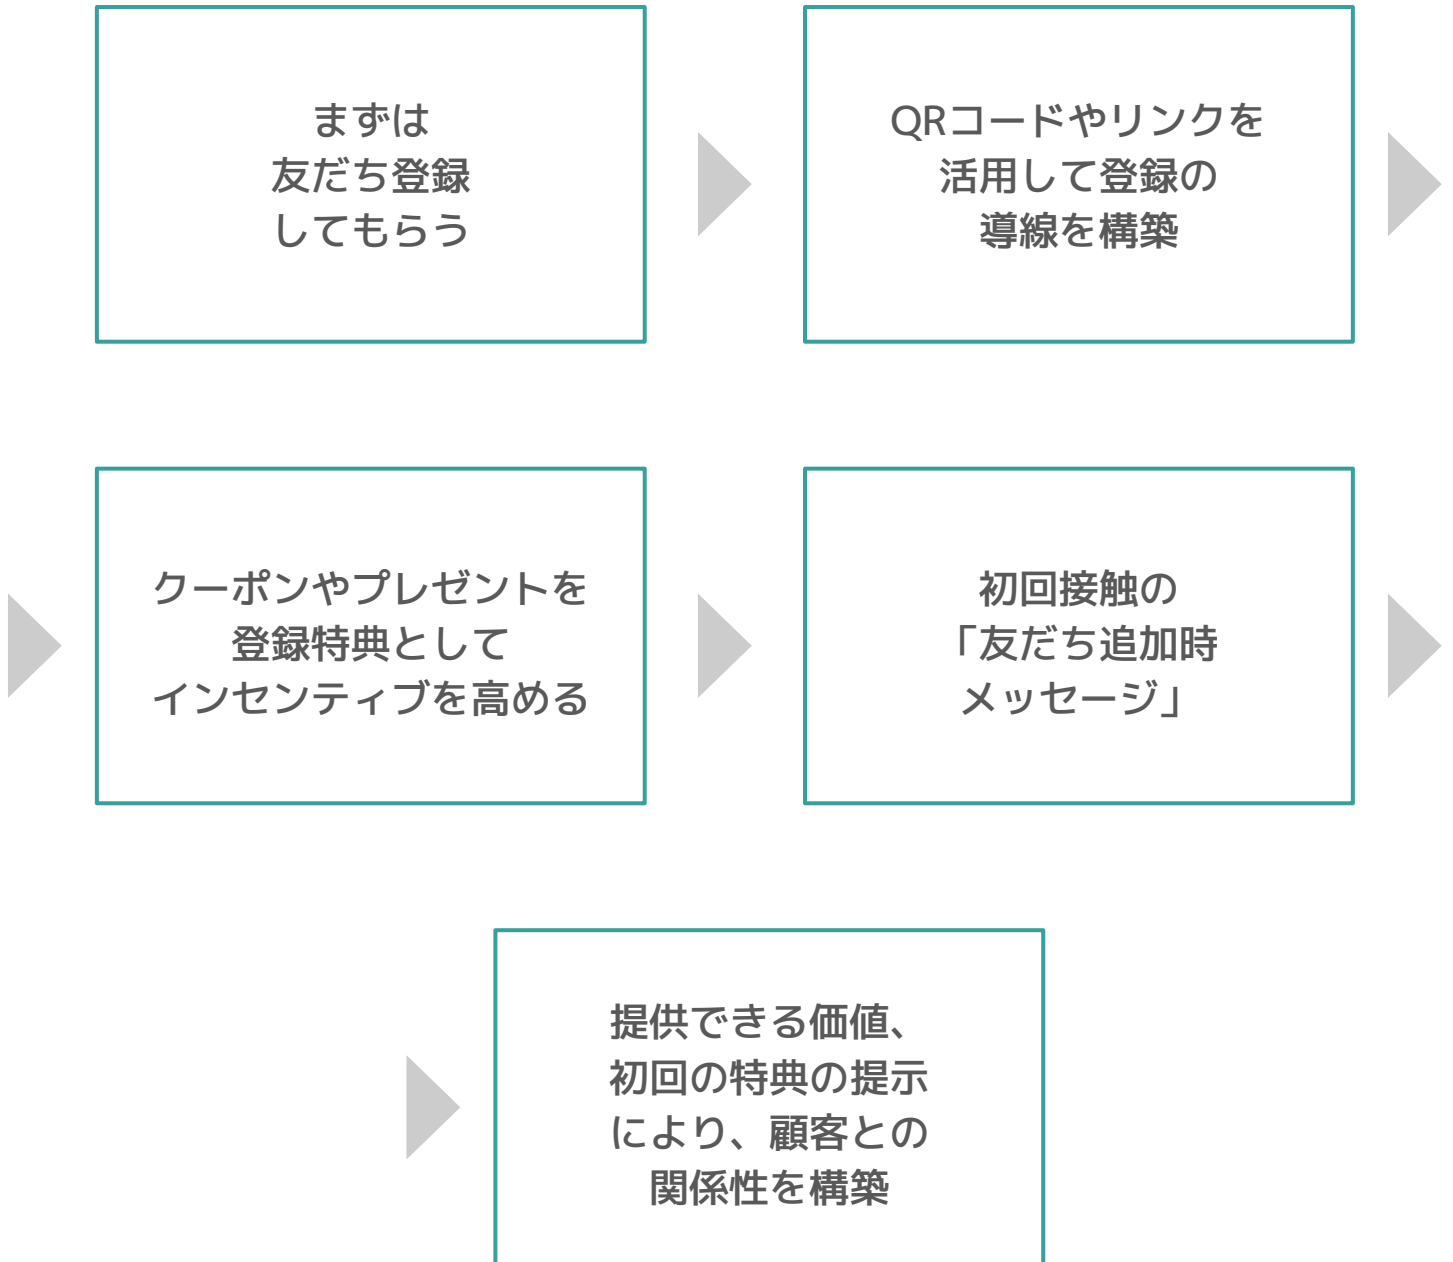 まずは
友だち登録
してもらう
QRコードやリンクを
活用して登録の
導線を構築
クーポンやプレゼントを
登録特典として
インセンティブを高める
初回接触の
「友だち追加時
メッセージ」
提供できる価値、
初回の特典の提示
により、顧客との
関係性を構築